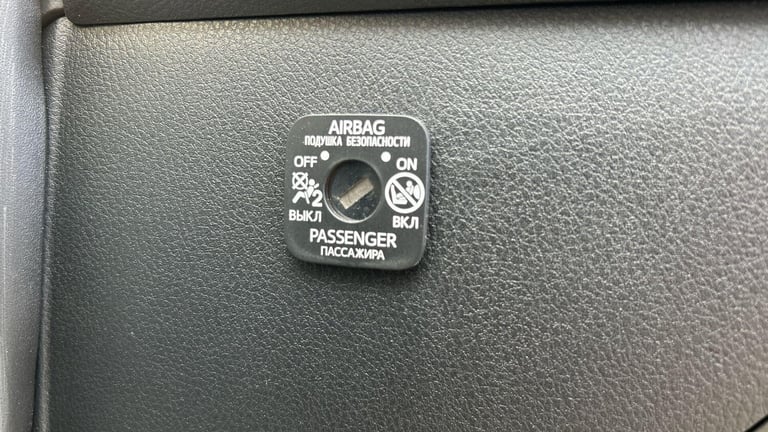 AIRBAG
ПОДУШКА БЕЗОПАСНОСТИ
OFF ON
2
ВЫКЛ ВКЛ
PASSENGER
ПАССАЖИРА